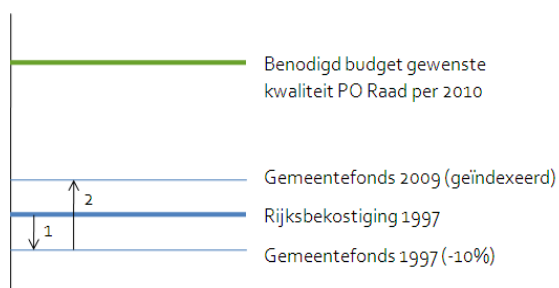 Benodigd budget gewenste
kwaliteit PO Raad per 2010
Gemeentefonds 2009 (geïndexeerd)
2
Rijksbekostiging 1997
1
Gemeentefonds 1997 (-10%)